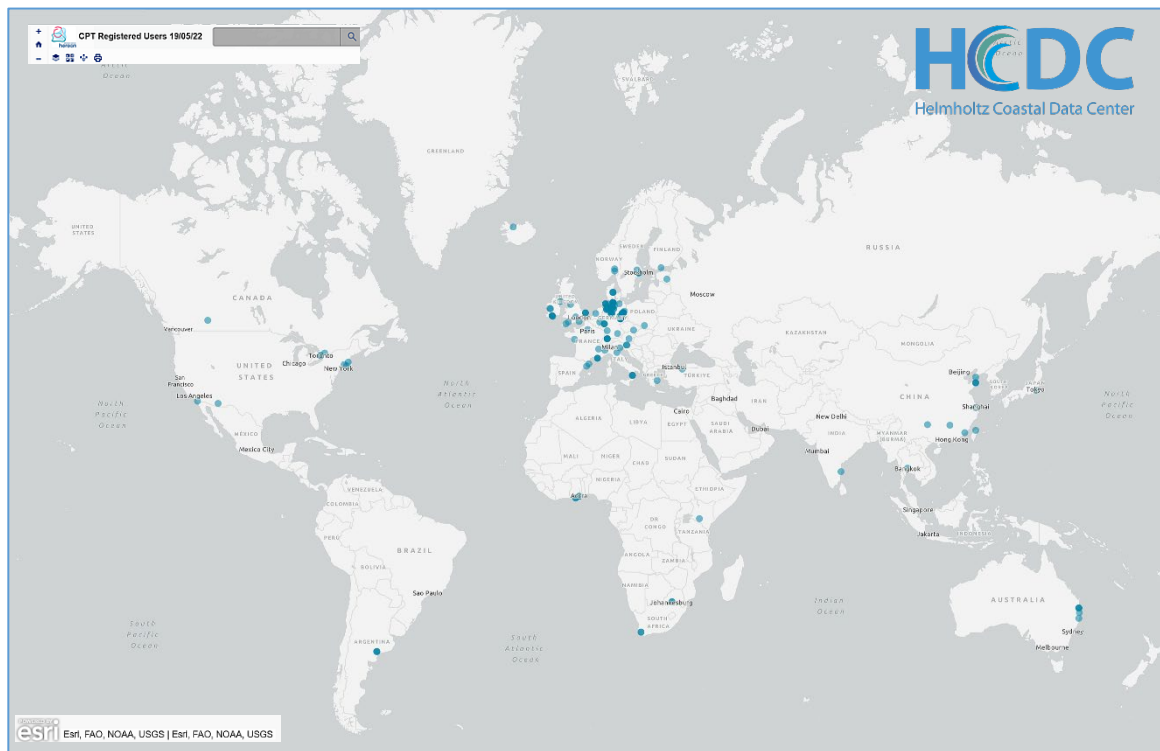 CPT Registered Users 19/05/22
HCDC
Helmholtz Coastal Data Center
Arctic
Ocean
SVALBARD
GREENLAND
UNITED
STATES
RUSSIA
SWEDEN
FINLAND
NORWAY
Stockholm
Moscow
CANADA
POLAND
London
Vancouver
Paris
UKRAINE
KAZAKHSTAN
FRANCE
Milan
MONGOLIA
Toronto
Chicago
UNITED
STATES
New York
SPAIN
Istanbul
TÜRKIYE
Beijing
San
Francisco
Los Angeles
North
Pacific
Ocean
North
Atlantic
Ocean
Baghdad
IRAN
CHINA
Shanghai
Tokyo
North
Pacific
Ocean
ALGERIA
LIBYA
Cairo
EGYPT
SAUDI
ARABIA
Dubai
New Delhi
INDIA
MYANMAR
(BURMA)
Hong Kong
MEXICO
Mexico City
Mumbai
MALI
NIGER
CHAD
SUDAN
Bangkok
NIGERIA
Accra
ETHIOPIA
VENEZUELA
COLOMBIA
Singapore
DR
CONGO
TANZANIA
Jakarta
INDONESIA
PERU
BRAZIL
ANGOLA
ZAMBIA
BOLIVIA
NAMIBIA
Sao Paulo
Johannesburg
SOUTH
AFRICA
Indian
Ocean
AUSTRALIA
South
Pacific
Ocean
South
Atlantic
Ocean
ARGENTINA
Sydney
Melbourne
esri
Esri, FAO, NOAA, USGS | Esri, FAO, NOAA, USGS